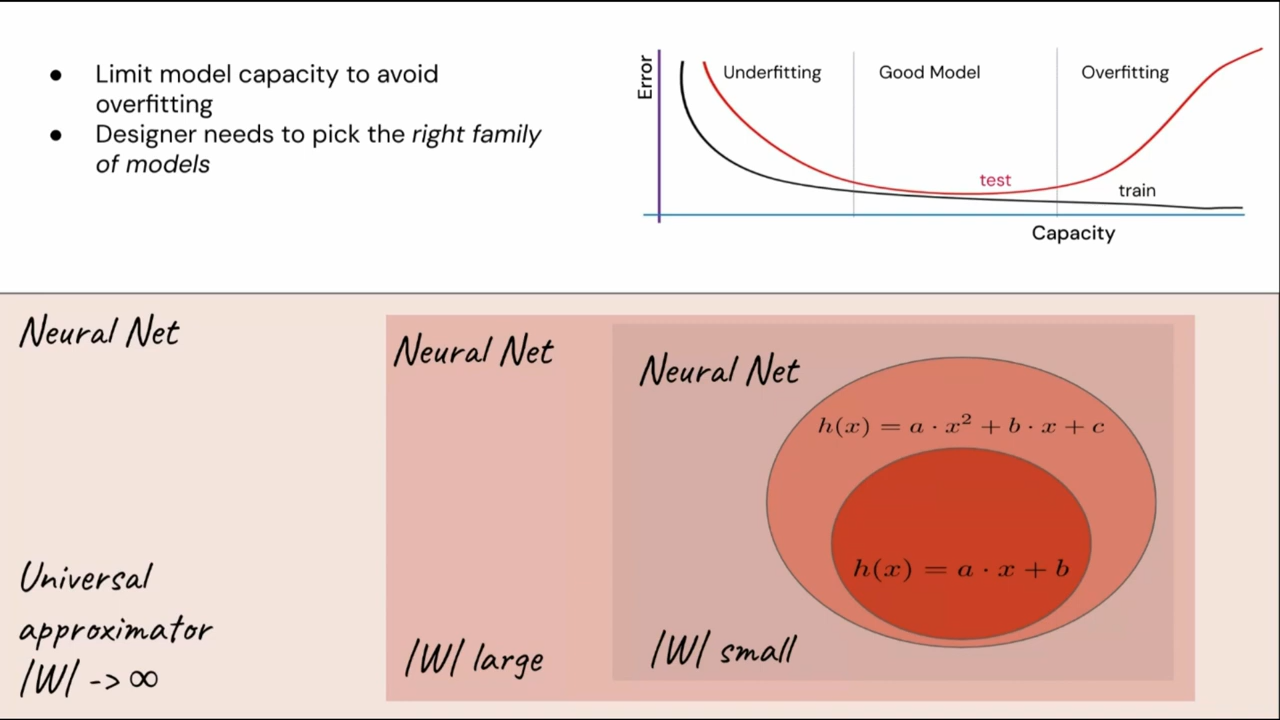 ● Limit model capacity to avoid
overfitting
● Designer needs to pick the right family
of models
Error
Underfitting
Good Model
Overfitting
test
train
Capacity
Neural Net
Universal
approximator
|W| -> ∞
Neural Net
|W| large
Neural Net
|W| small
h(x) = a · x² + b · x + c
h(x) = a · x + b